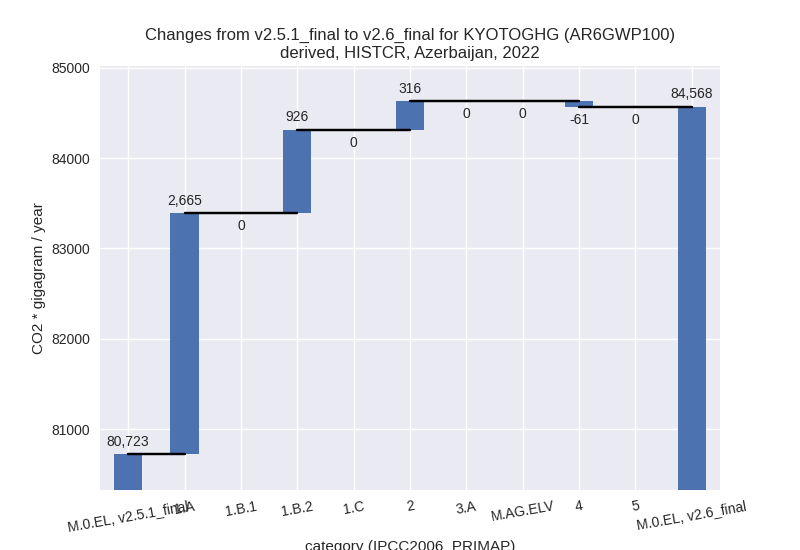 Changes from v2.5.1_final to v2.6_final for KYOTOGHG (AR6GWP100)
derived, HISTCR, Azerbaijan, 2022
85000
84000
83000
82000
81000
CO2 * gigagram / year
80,723
2,665
0
926
0
316
0
0
-61
0
84,568
M.0.EL, v2.5.1_final
1.A
1.B.1
1.B.2
1.C
2
3.A
M.AG.ELV
4
5
M.0.EL, v2.6_final
category (IPCC2006_PRIMAP)